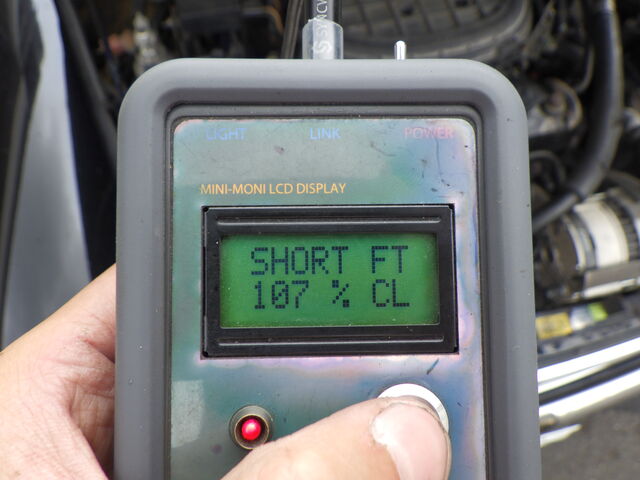 LIGHT LINK POWER
MINI-MONI LCD DISPLAY
SHORT FT
107 % CL